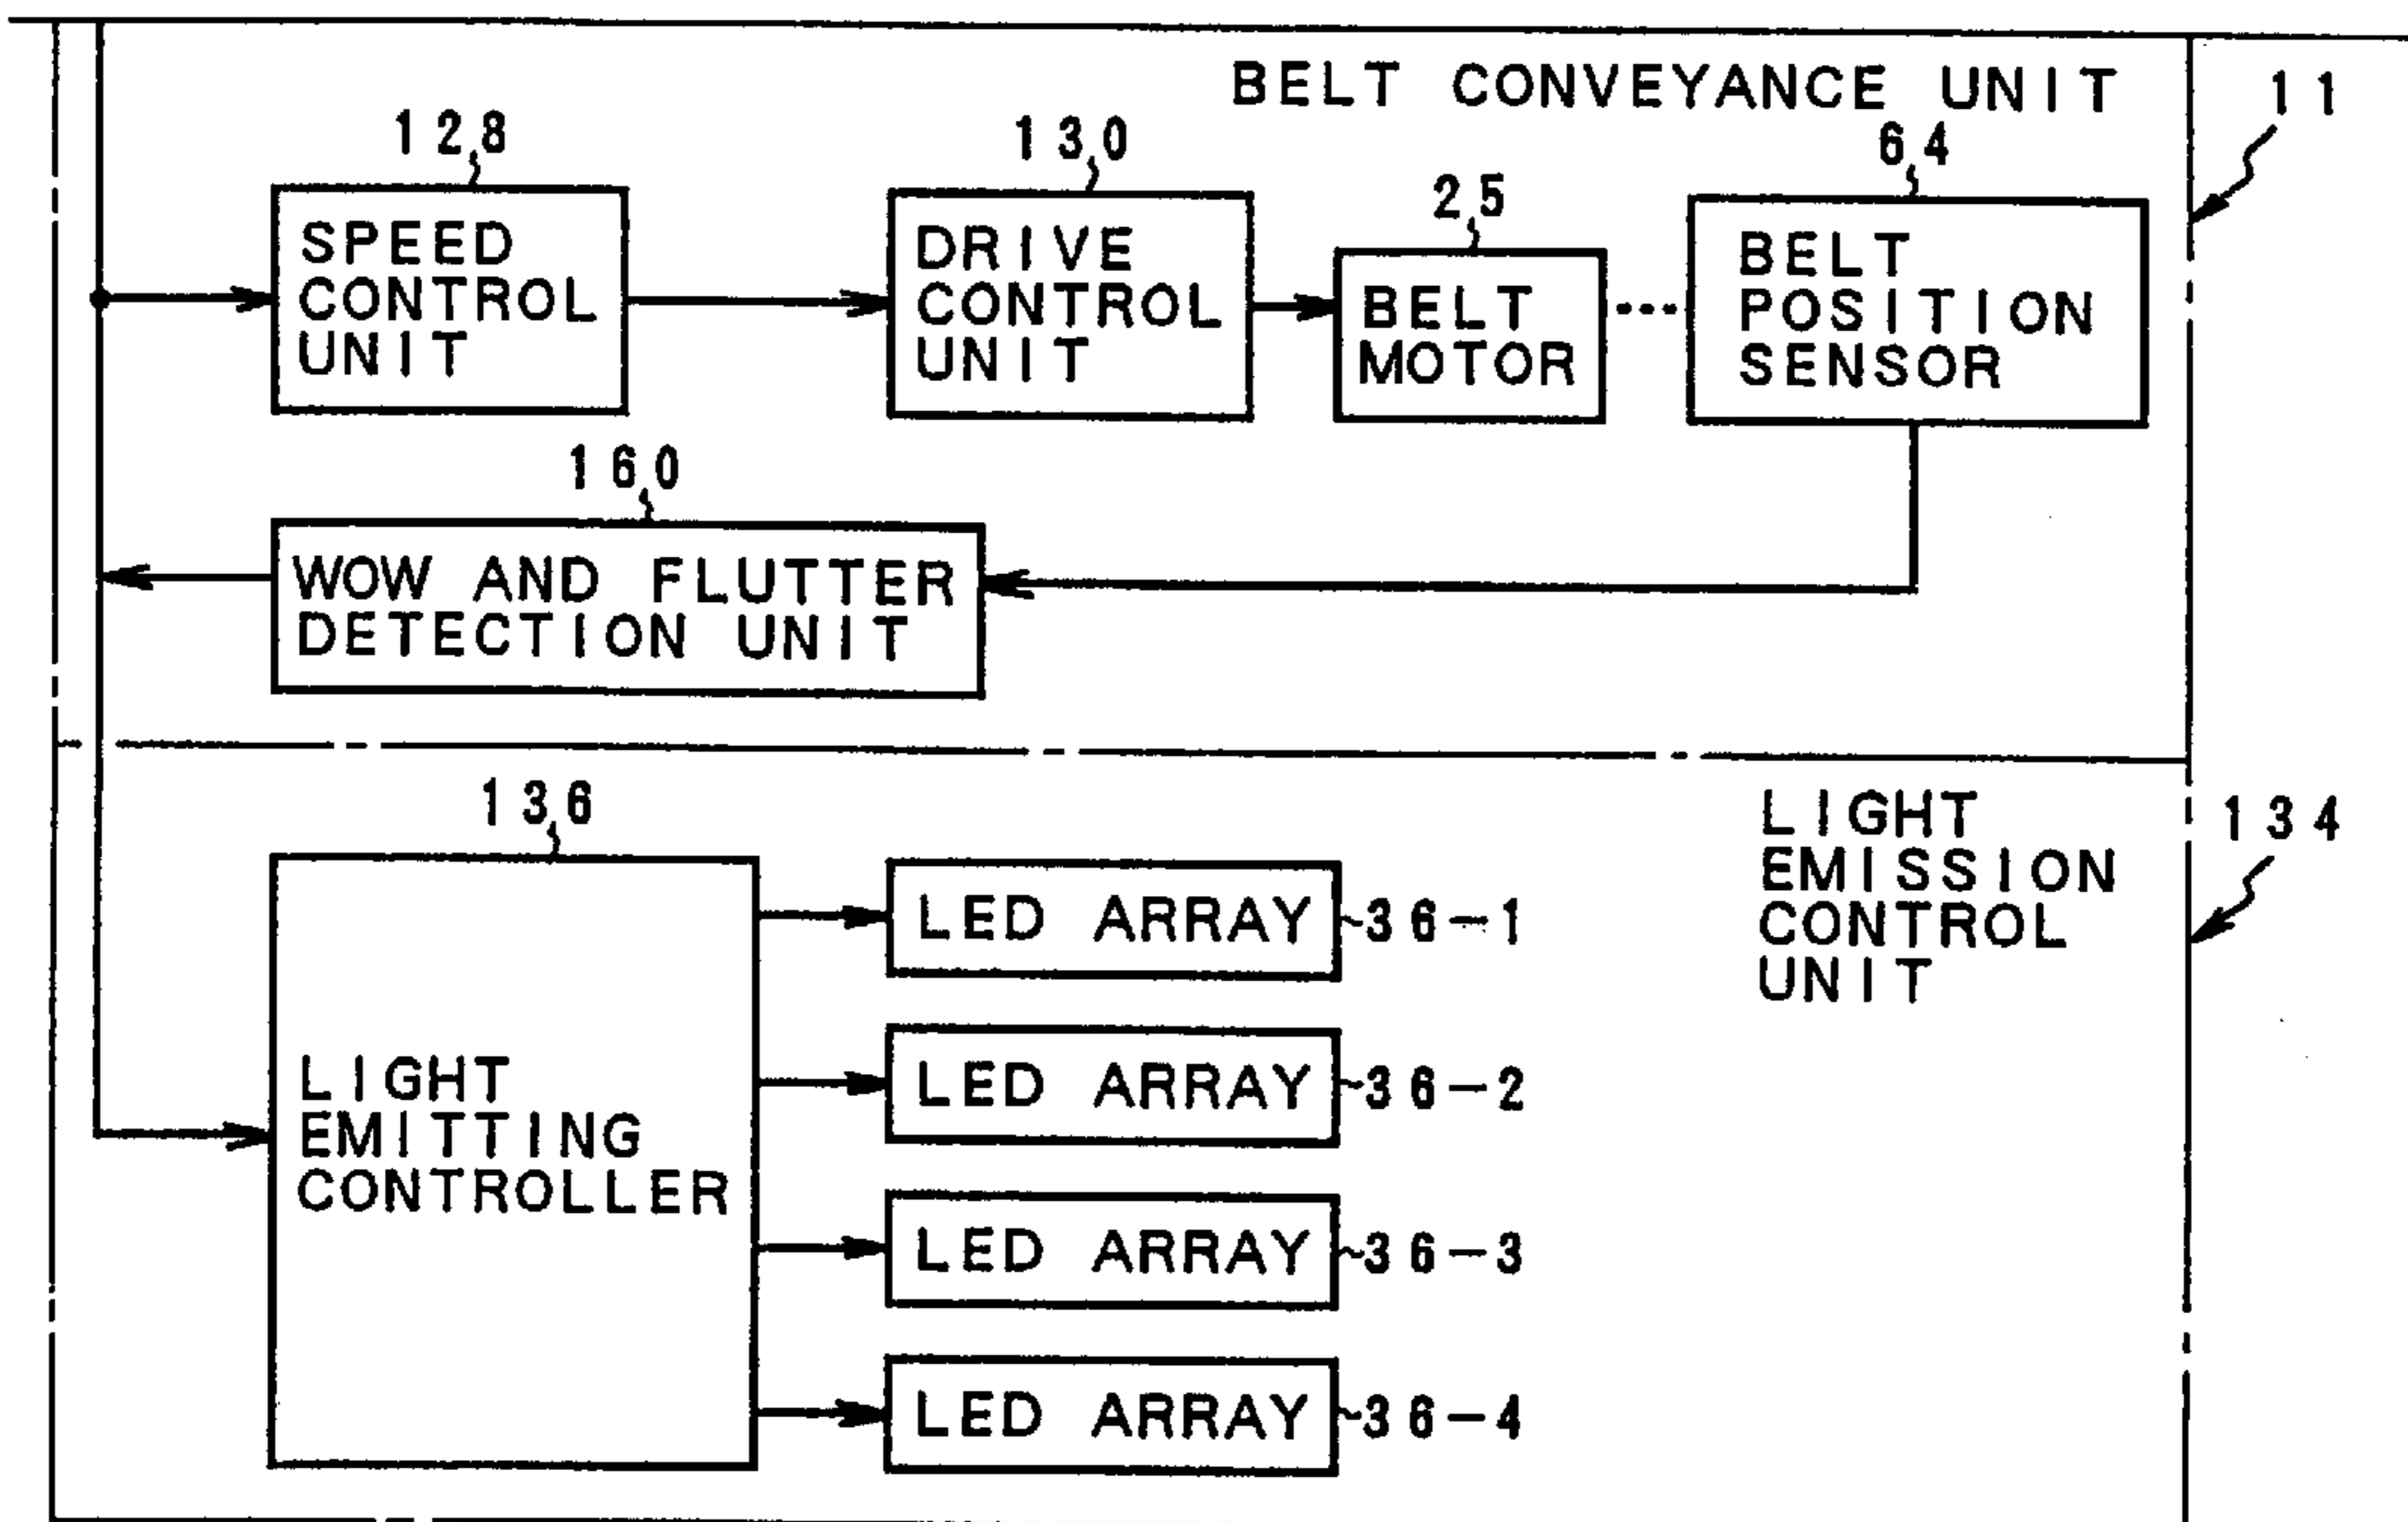 BELT CONVEYANCE UNIT
11
128
130
25
64
SPEED
CONTROL
UNIT
DRIVE
CONTROL
UNIT
BELT
MOTOR
BELT
POSITION
SENSOR
160
WOW AND FLUTTER
DETECTION UNIT
136
LIGHT
EMISSION
CONTROL
UNIT
134
LIGHT
EMITTING
CONTROLLER
LED ARRAY
36-1
LED ARRAY
36-2
LED ARRAY
36-3
LED ARRAY
36-4